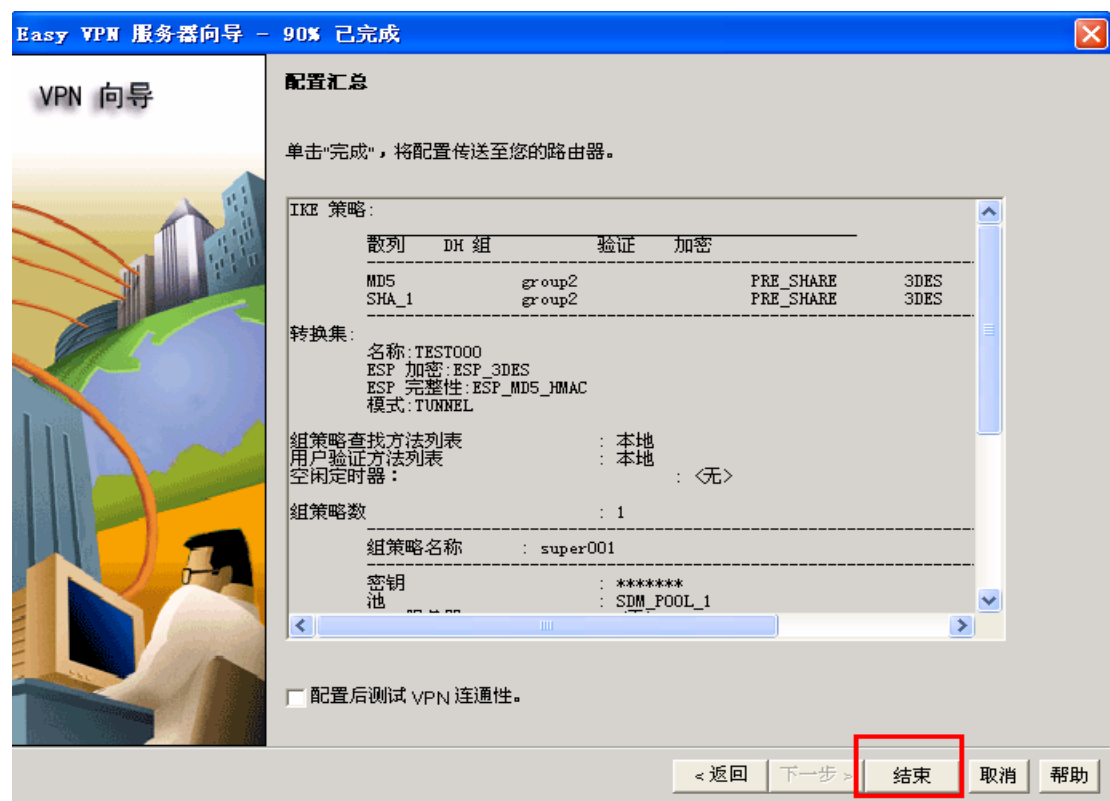 Easy VPN 服务器向导 - 90% 已完成
VPN 向导
配置汇总
单击"完成"，将配置传送至您的路由器。
IKE 策略:
散列 DH 组 验证 加密
MD5 group2 PRE_SHARE 3DES
SHA_1 group2 PRE_SHARE 3DES
转换集:
名称:TEST000
ESP 加密:ESP_3DES
ESP 完整性:ESP_MD5_HMAC
模式:TUNNEL
组策略查找方法列表 : 本地
用户验证方法列表 : 本地
空闲定时器： : <无>
组策略数 : 1
组策略名称 : super001
密钥 : *******
池 : SDM_POOL_1
配置后测试 VPN 连通性。
<返回 下一步> 结束 取消 帮助